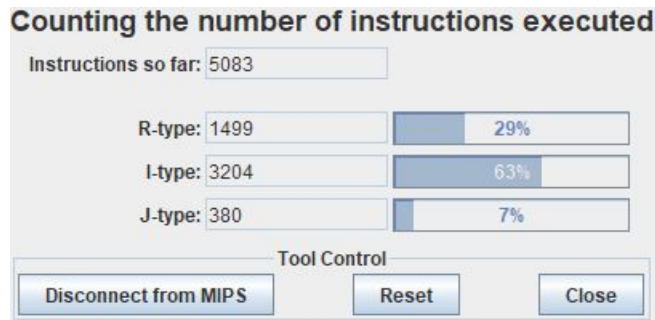 Counting the number of instructions executed
Instructions so far: 5083
R-type: 1499 29%
I-type: 3204 63%
J-type: 380 7%
Tool Control
Disconnect from MIPS Reset Close